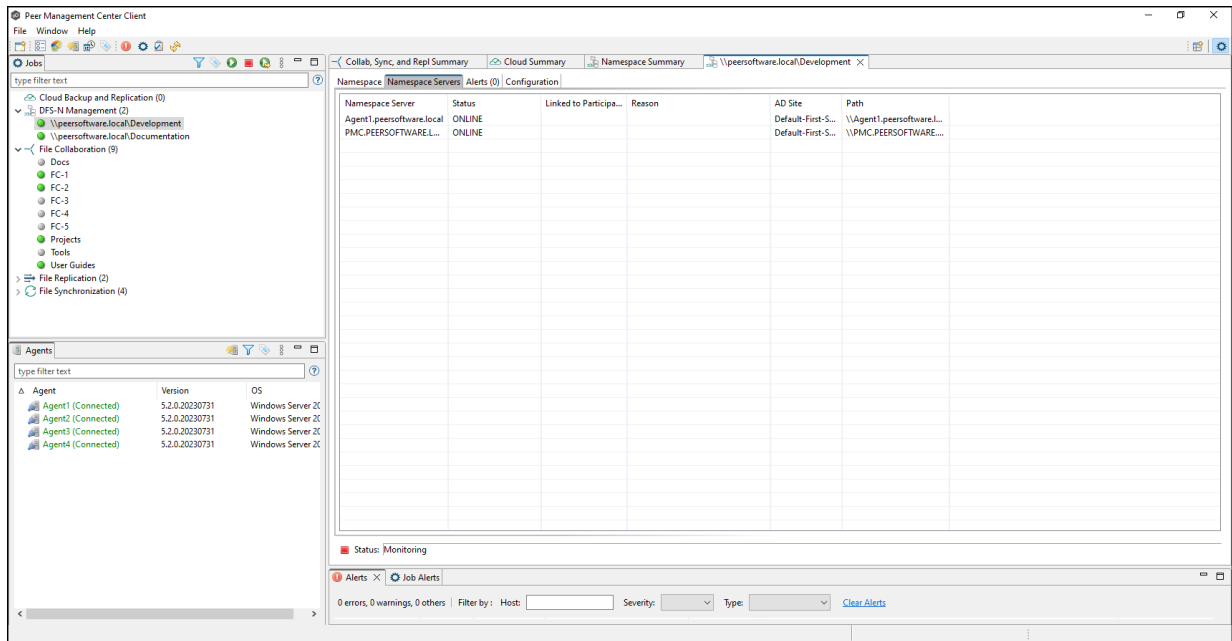 Peer Management Center Client
File Window Help
Jobs
type filter text
Cloud Backup and Replication (0)
DFS-N Management (2)
\\peersoftware.local\Development
\\peersoftware.local\Documentation
File Collaboration (9)
Docs
FC-1
FC-2
FC-3
FC-4
FC-5
Projects
Tools
User Guides
File Replication (2)
File Synchronization (4)
Agents
type filter text
Agent Version OS
Agent1 (Connected) 5.2.0.20230731 Windows Server 20
Agent2 (Connected) 5.2.0.20230731 Windows Server 20
Agent3 (Connected) 5.2.0.20230731 Windows Server 20
Agent4 (Connected) 5.2.0.20230731 Windows Server 20
Collab, Sync, and Repl Summary Cloud Summary Namespace Summary \\peersoftware.local\Development
Namespace Namespace Servers Alerts (0) Configuration
Namespace Server Status Linked to Participa... Reason AD Site Path
Agent1.peersoftware.local ONLINE Default-First-S... \\Agent1.peersoftware.l...
PMC.PEERSOFTWARE.L... ONLINE Default-First-S... \\PMC.PEERSOFTWARE....
Status: Monitoring
Alerts Job Alerts
0 errors, 0 warnings, 0 others Filter by : Host: Severity: Type: Clear Alerts